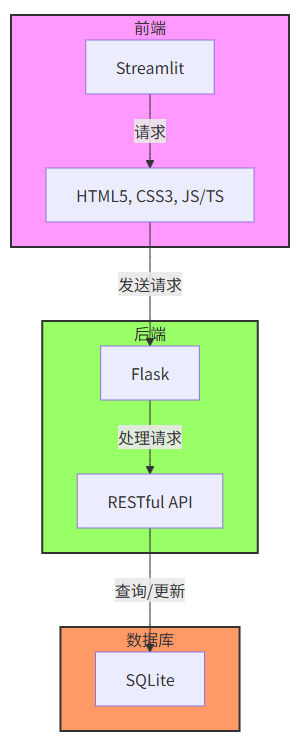 前端
Streamlit
请求
HTML5, CSS3, JS/TS
发送请求
后端
Flask
处理请求
RESTful API
查询/更新
数据库
SQLite